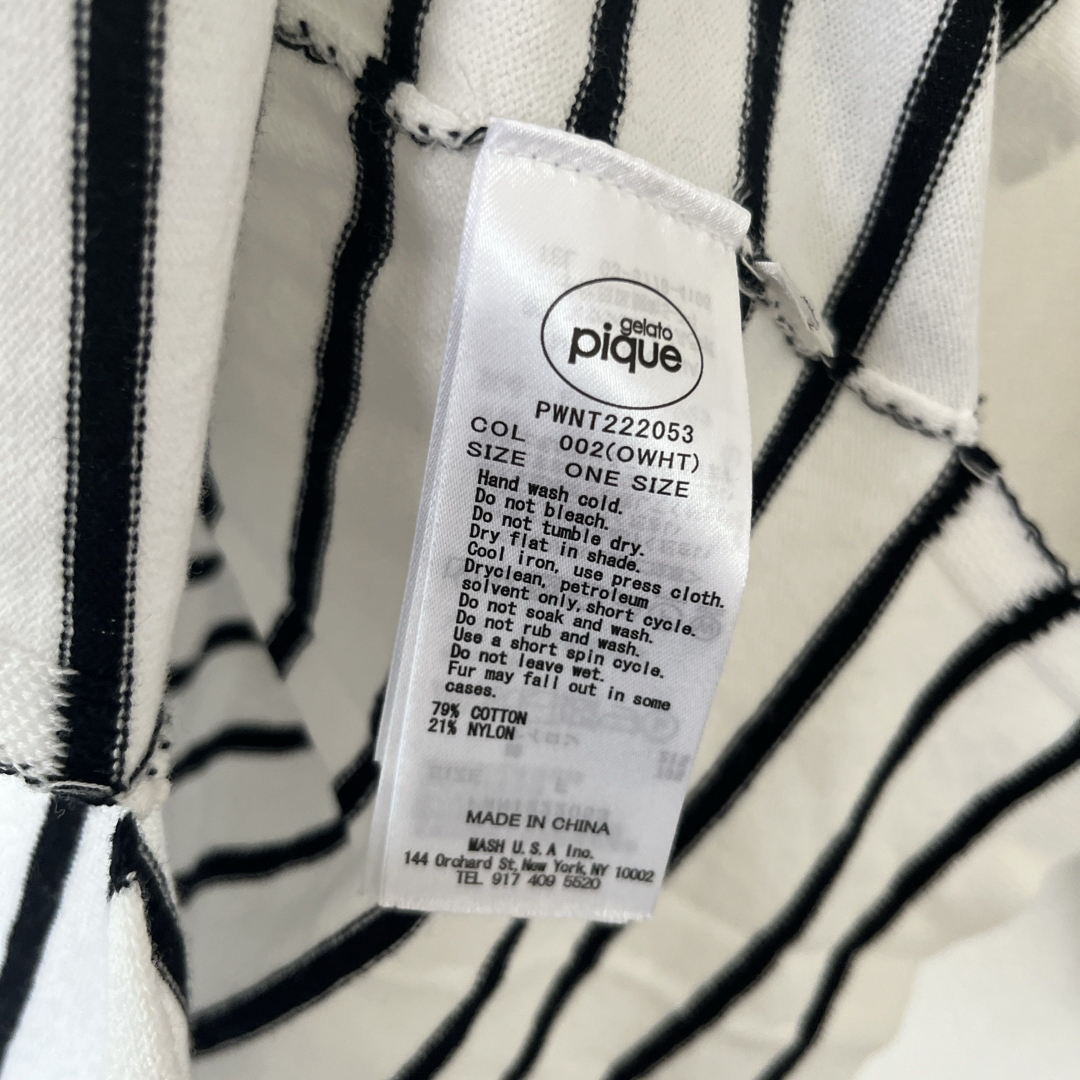 gelato
pique
PWNT222053
COL 002(OWHT)
SIZE ONE SIZE
Hand wash cold.
Do not bleach.
Do not tumble dry.
Dry flat in shade.
Cool iron, use press cloth.
Dryclean, petroleum
solvent only, short cycle.
Do not soak and wash.
Do not rub and wash.
Use a short spin cycle.
Do not leave wet.
Fur may fall out in some
cases.
79% COTTON
21% NYLON
MADE IN CHINA
MASH U.S.A Inc.
144 Orchard St, New York, NY 10002
TEL 917 409 5520